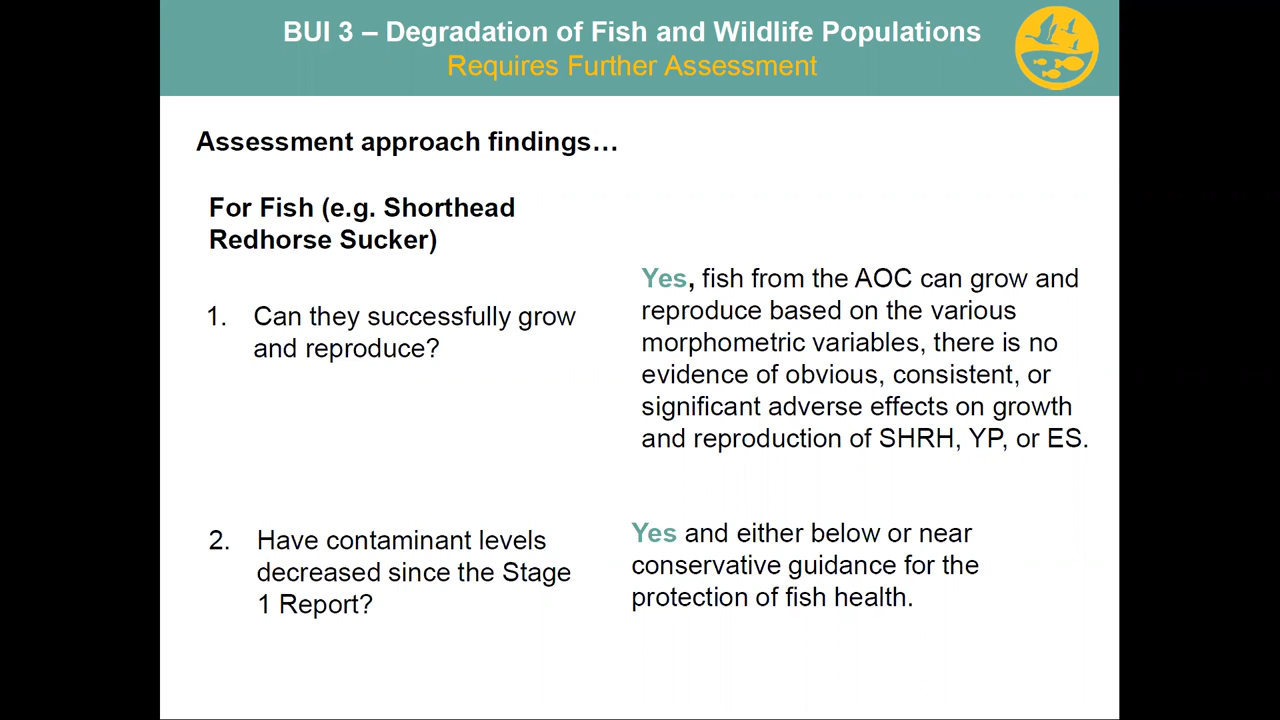 BUI 3 – Degradation of Fish and Wildlife Populations
Requires Further Assessment
Assessment approach findings…
For Fish (e.g. Shorthead
Redhorse Sucker)
1. Can they successfully grow
and reproduce?
Yes, fish from the AOC can grow and
reproduce based on the various
morphometric variables, there is no
evidence of obvious, consistent, or
significant adverse effects on growth
and reproduction of SHRH, YP, or ES.
2. Have contaminant levels
decreased since the Stage
1 Report?
Yes and either below or near
conservative guidance for the
protection of fish health.